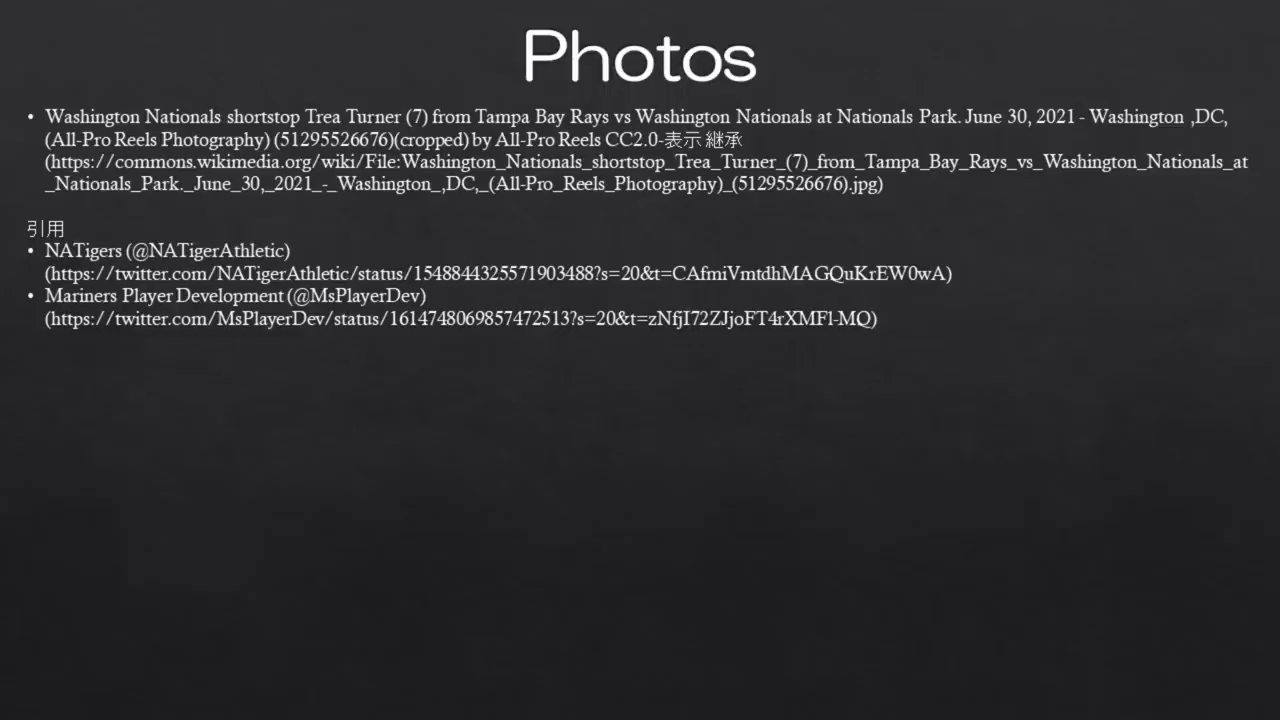 Photos
• Washington Nationals shortstop Trea Turner (7) from Tampa Bay Rays vs Washington Nationals at Nationals Park. June 30, 2021 - Washington ,DC,
(All-Pro Reels Photography) (51295526676)(cropped) by All-Pro Reels CC2.0-表示 継承
(https://commons.wikimedia.org/wiki/File:Washington_Nationals_shortstop_Trea_Turner_(7)_from_Tampa_Bay_Rays_vs_Washington_Nationals_at
_Nationals_Park._June_30,_2021_-_Washington_,DC,_(All-Pro_Reels_Photography)_(51295526676).jpg)
引用
• NATigers (@NATigerAthletic)
(https://twitter.com/NATigerAthletic/status/1548844325571903488?s=20&t=CAfmiVmtdhMAGQuKrEW0wA)
• Mariners Player Development (@MsPlayerDev)
(https://twitter.com/MsPlayerDev/status/1614748069857472513?s=20&t=zNfjI72ZJjoFT4rXMFl-MQ)